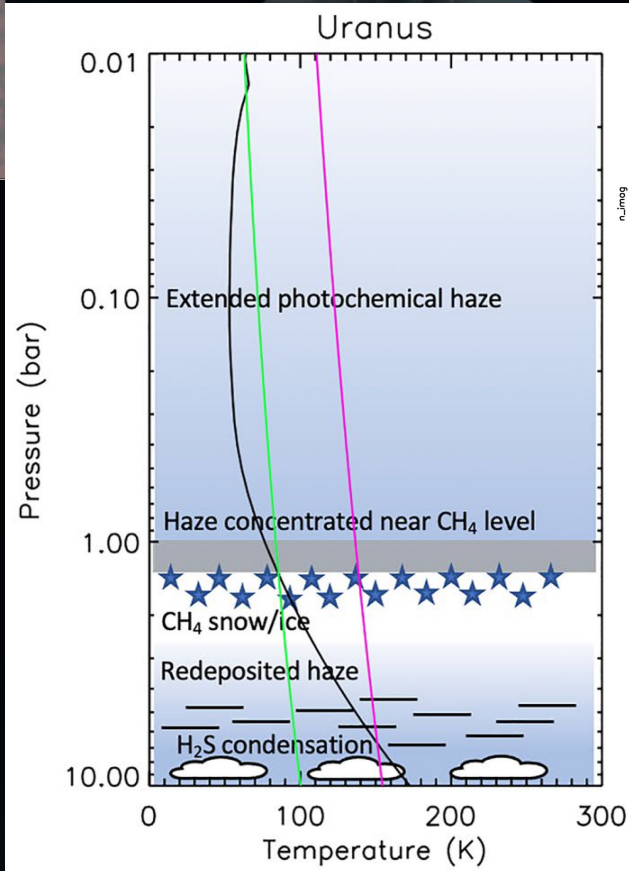 Uranus
0.01
0.10
1.00
10.00
Pressure (bar)
Extended photochemical haze
Haze concentrated near CH₄ level
CH₄ snow/ice
Redeposited haze
H₂S condensation
0
100
200
300
Temperature (K)
n_imag